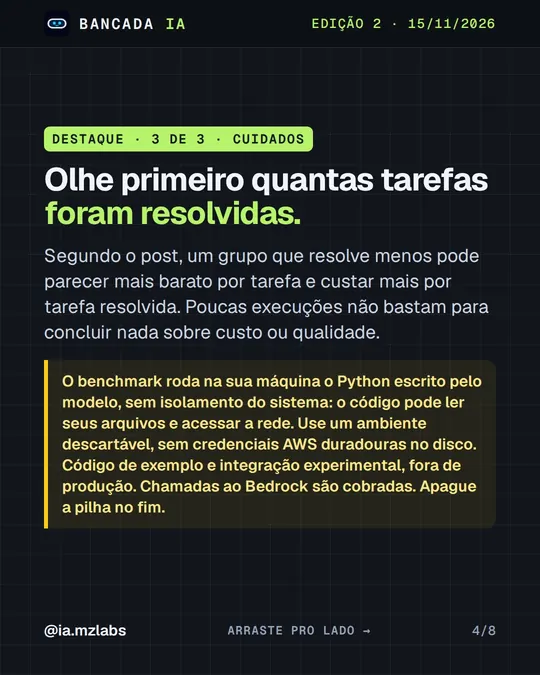 BANCADA IA
EDIÇÃO 2 · 15/11/2026
DESTAQUE · 3 DE 3 · CUIDADOS
Olhe primeiro quantas tarefas
foram resolvidas.
Segundo o post, um grupo que resolve menos pode
parecer mais barato por tarefa e custar mais por
tarefa resolvida. Poucas execuções não bastam para
concluir nada sobre custo ou qualidade.
O benchmark roda na sua máquina o Python escrito pelo
modelo, sem isolamento do sistema: o código pode ler
seus arquivos e acessar a rede. Use um ambiente
descartável, sem credenciais AWS duradouras no disco.
Código de exemplo e integração experimental, fora de
produção. Chamadas ao Bedrock são cobradas. Apague
a pilha no fim.
@ia.mzlabs
ARRASTE PRO LADO →
4/8